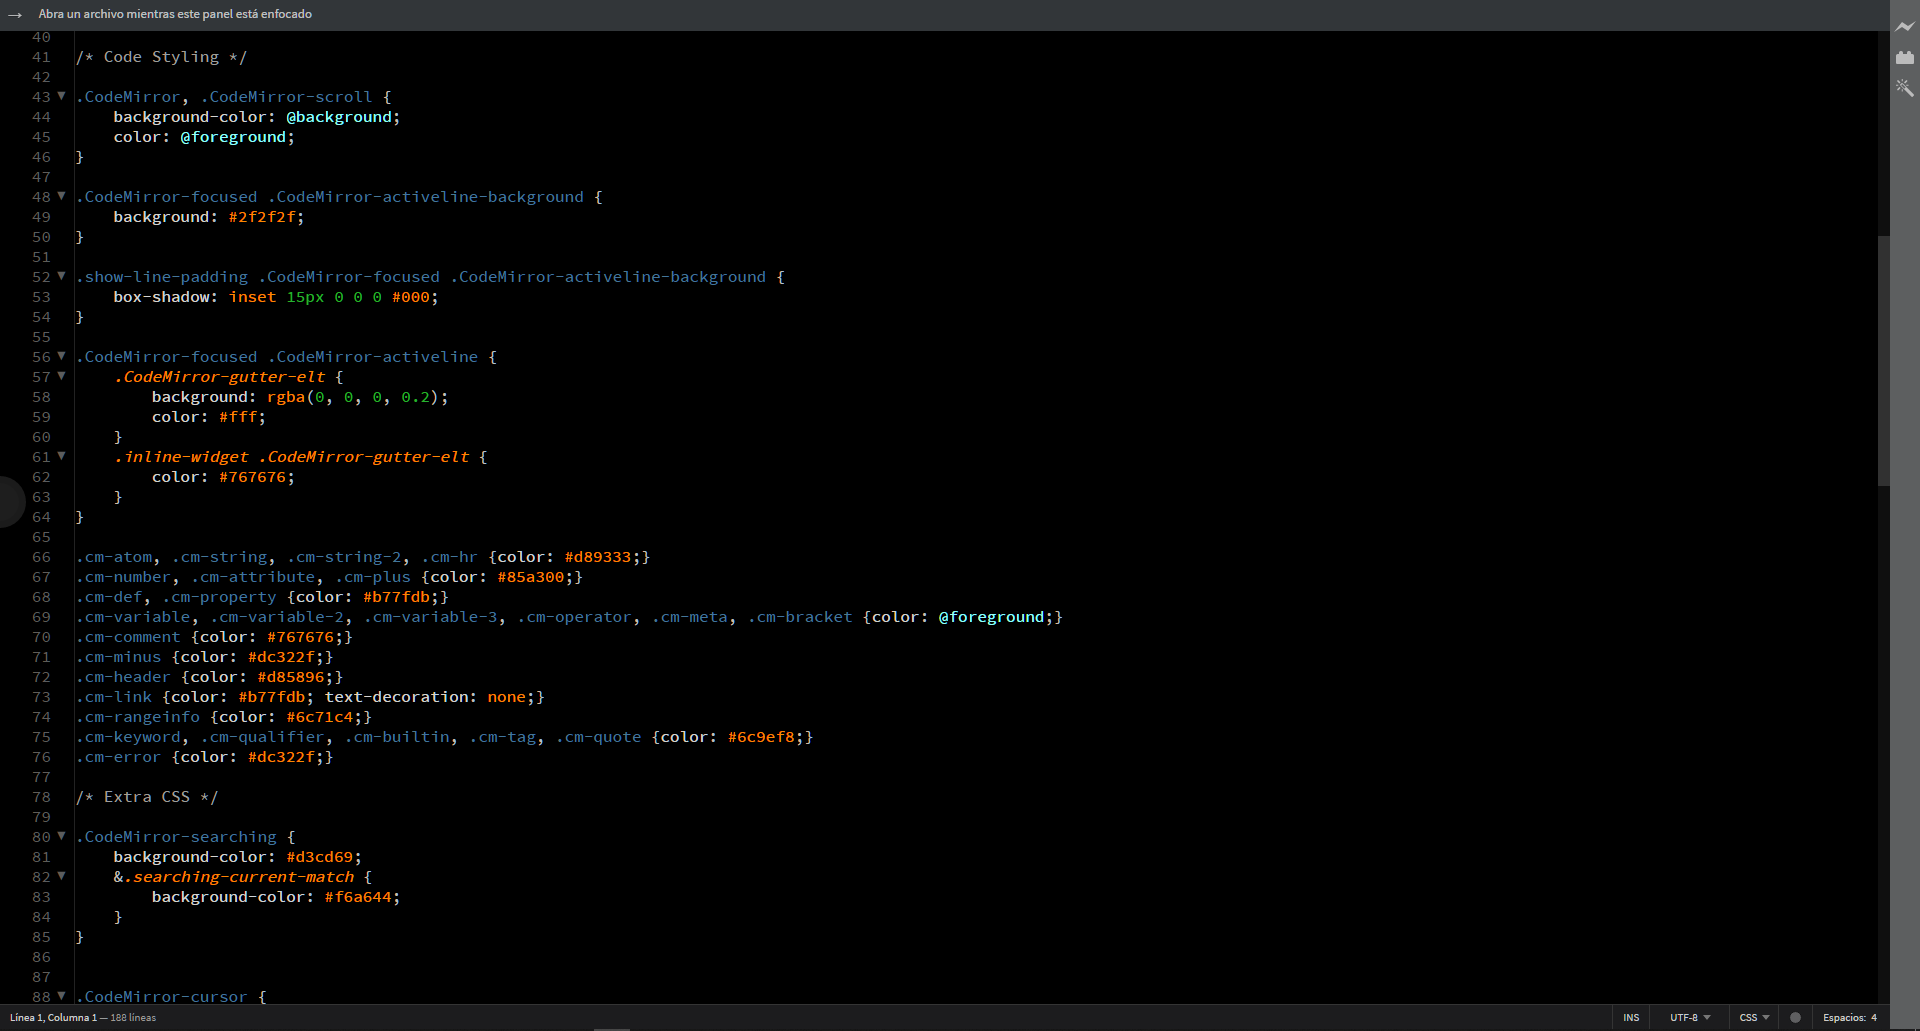 → Abra un archivo mientras este panel está enfocado
40
41 /* Code Styling */
42
43 ▼ .CodeMirror, .CodeMirror-scroll {
44     background-color: @background;
45     color: @foreground;
46 }
47
48 ▼ .CodeMirror-focused .CodeMirror-activeline-background {
49     background: #2f2f2f;
50 }
51
52 ▼ .show-line-padding .CodeMirror-focused .CodeMirror-activeline-background {
53     box-shadow: inset 15px 0 0 0 #000;
54 }
55
56 ▼ .CodeMirror-focused .CodeMirror-activeline {
57 ▼     .CodeMirror-gutter-elt {
58         background: rgba(0, 0, 0, 0.2);
59         color: #fff;
60     }
61 ▼     .inline-widget .CodeMirror-gutter-elt {
62         color: #767676;
63     }
64 }
65
66 .cm-atom, .cm-string, .cm-string-2, .cm-hr {color: #d89333;}
67 .cm-number, .cm-attribute, .cm-plus {color: #85a300;}
68 .cm-def, .cm-property {color: #b77fdb;}
69 .cm-variable, .cm-variable-2, .cm-variable-3, .cm-operator, .cm-meta, .cm-bracket {color: @foreground;}
70 .cm-comment {color: #767676;}
71 .cm-minus {color: #dc322f;}
72 .cm-header {color: #d85896;}
73 .cm-link {color: #b77fdb; text-decoration: none;}
74 .cm-rangeinfo {color: #6c71c4;}
75 .cm-keyword, .cm-qualifier, .cm-builtin, .cm-tag, .cm-quote {color: #6c9ef8;}
76 .cm-error {color: #dc322f;}
77
78 /* Extra CSS */
79
80 ▼ .CodeMirror-searching {
81     background-color: #d3cd69;
82 ▼     &.searching-current-match {
83         background-color: #f6a644;
84     }
85 }
86
87
88 ▼ .CodeMirror-cursor {
Línea 1, Columna 1 — 188 líneas INS UTF-8 ▼ CSS ▼ Espacios: 4